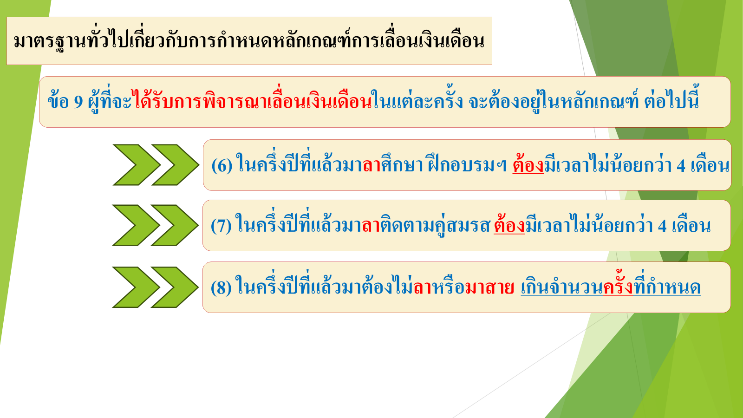 มาตรฐานทั่วไปเกี่ยวกับการกำหนดหลักเกณฑ์การเลื่อนเงินเดือน
ข้อ 9 ผู้ที่จะได้รับการพิจารณาเลื่อนเงินเดือนในแต่ละครั้ง จะต้องอยู่ในหลักเกณฑ์ ต่อไปนี้
(6) ในครึ่งปีที่แล้วมาลาศึกษา ฝึกอบรมฯ ต้องมีเวลาไม่น้อยกว่า 4 เดือน
(7) ในครึ่งปีที่แล้วมาลาติดตามคู่สมรส ต้องมีเวลาไม่น้อยกว่า 4 เดือน
(8) ในครึ่งปีที่แล้วมาต้องไม่ลาหรือมาสาย เกินจำนวนครั้งที่กำหนด